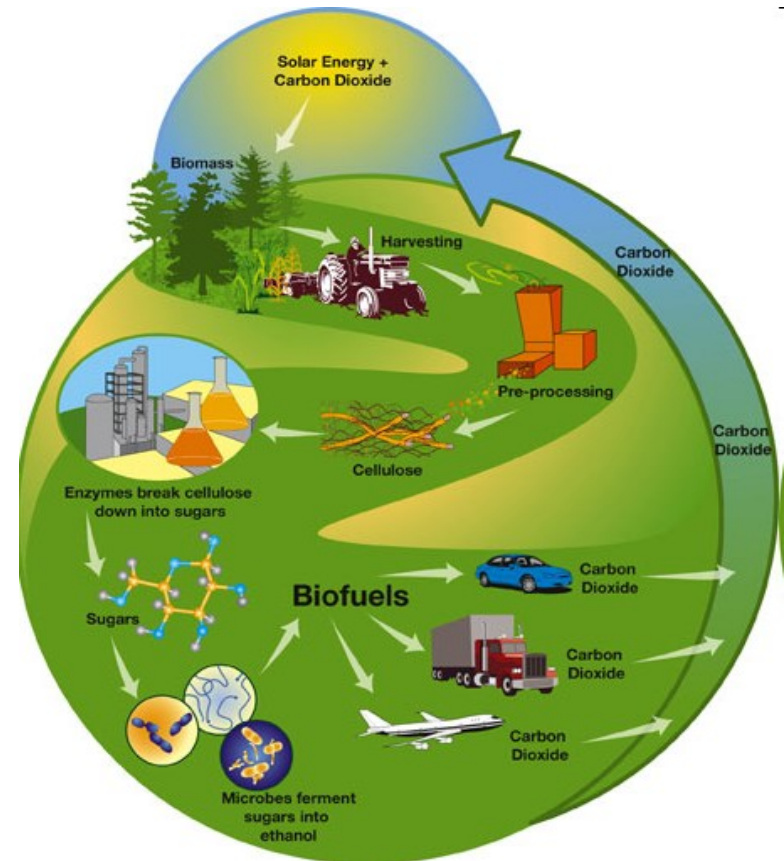 Solar Energy +
Carbon Dioxide
Biomass
Harvesting
Carbon
Dioxide
Pre-processing
Cellulose
Carbon
Dioxide
Enzymes break cellulose
down into sugars
Sugars
Biofuels
Carbon
Dioxide
Carbon
Dioxide
Carbon
Dioxide
Microbes ferment
sugars into
ethanol